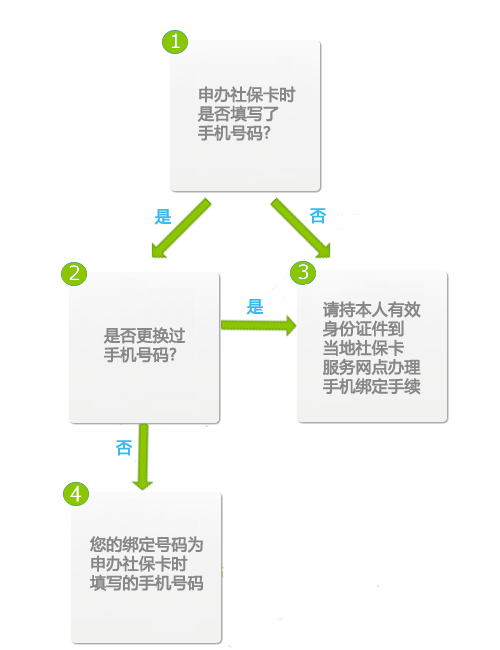 1
申办社保卡时
是否填写了
手机号码?
是
否
2
是否更换过
手机号码?
是
3
请持本人有效
身份证件到
当地社保卡
服务网点办理
手机绑定手续
否
4
您的绑定号码为
申办社保卡时
填写的手机号码